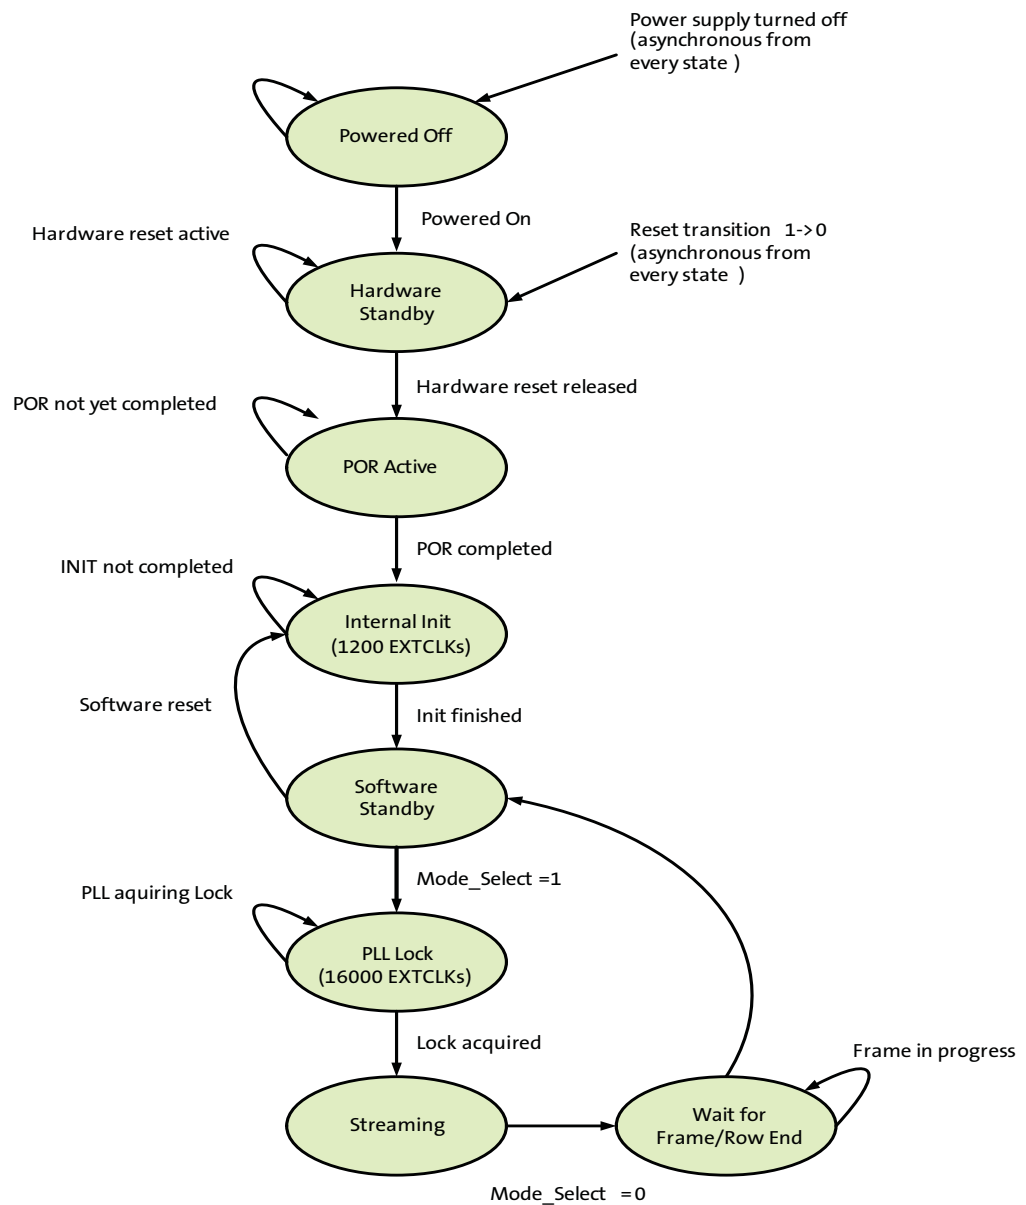 Power supply turned off
(asynchronous from
every state )
Powered Off
Powered On
Hardware reset active
Reset transition 1->0
(asynchronous from
every state )
Hardware
Standby
Hardware reset released
POR not yet completed
POR Active
POR completed
INIT not completed
Internal Init
(1200 EXTCLKs)
Software reset
Init finished
Software
Standby
Mode_Select =1
PLL aquiring Lock
PLL Lock
(16000 EXTCLKs)
Lock acquired
Frame in progress
Streaming
Wait for
Frame/Row End
Mode_Select =0